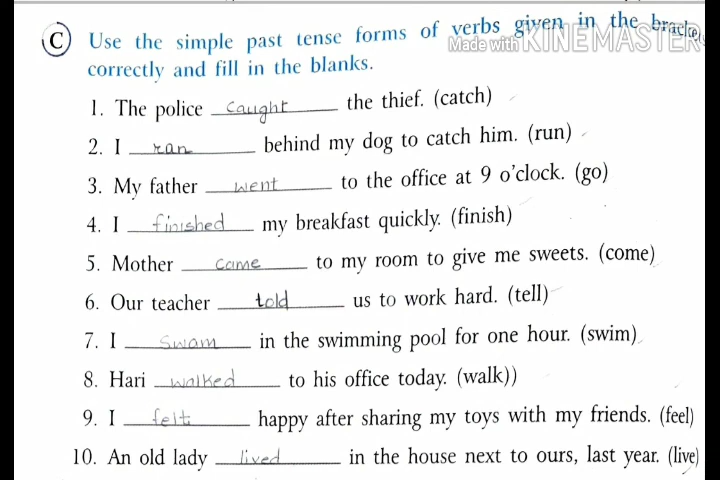 C Use the simple past tense forms of verbs given in the bracket
correctly and fill in the blanks.
Made with KINEMASTER
1. The police caught the thief. (catch)
2. I ran behind my dog to catch him. (run)
3. My father went to the office at 9 o'clock. (go)
4. I finished my breakfast quickly. (finish)
5. Mother came to my room to give me sweets. (come)
6. Our teacher told us to work hard. (tell)
7. I swam in the swimming pool for one hour. (swim)
8. Hari walked to his office today. (walk))
9. I felt happy after sharing my toys with my friends. (feel)
10. An old lady lived in the house next to ours, last year. (live)